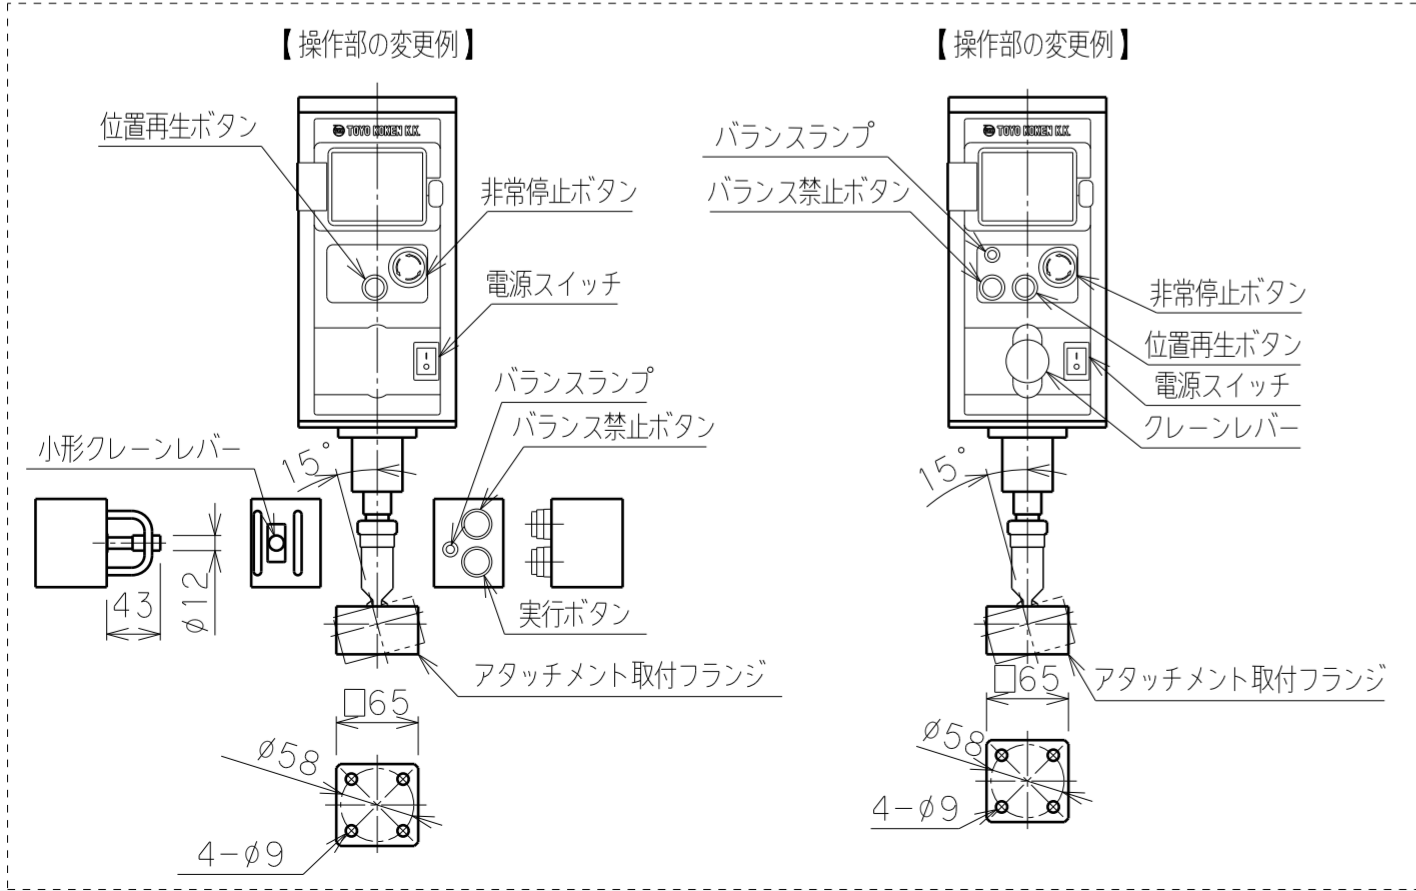 【操作部の変更例】
位置再生ボタン
TOYO KOKEN K.K.
非常停止ボタン
電源スイッチ
バランスランプ
バランス禁止ボタン
小形クレーンレバー
15°
43
φ12
実行ボタン
アタッチメント取付フランジ
□65
φ58
4-φ9
【操作部の変更例】
バランスランプ
TOYO KOKEN K.K.
バランス禁止ボタン
非常停止ボタン
位置再生ボタン
電源スイッチ
クレーンレバー
15°
□65
アタッチメント取付フランジ
φ58
4-φ9